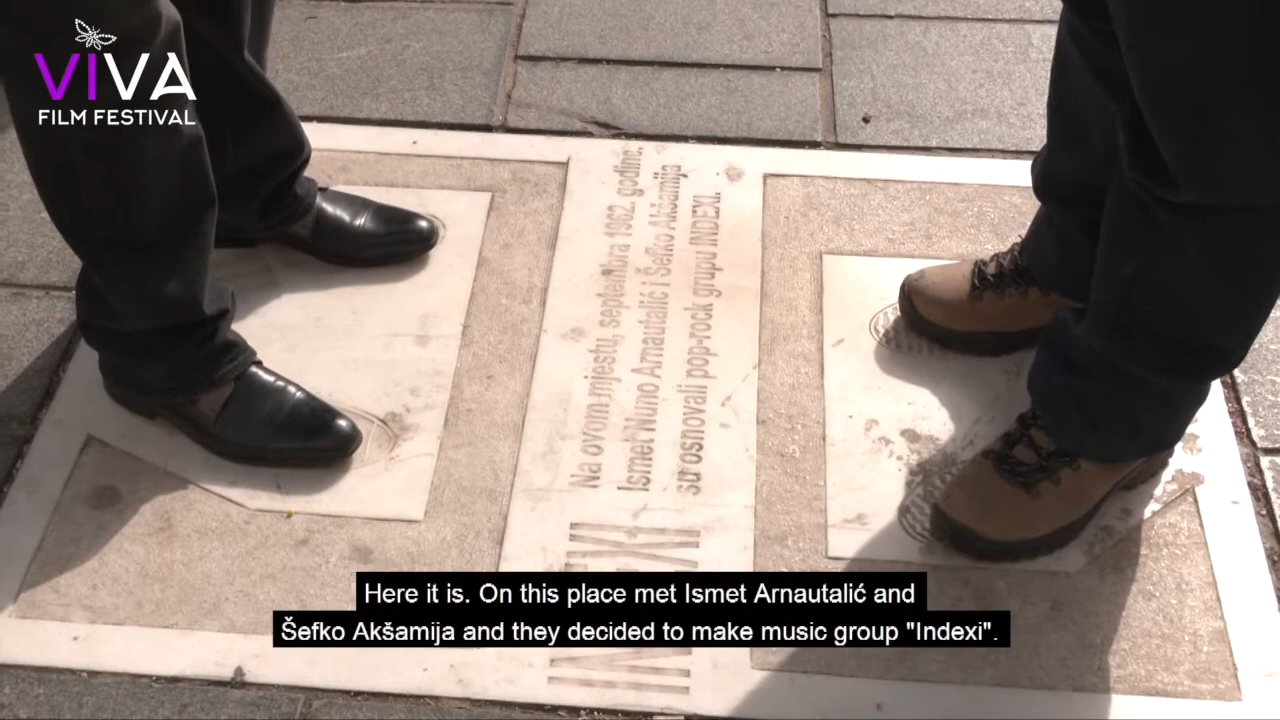 VIVA
FILM FESTIVAL
Na ovom mjestu, septembra 1962. godine,
Ismet Nuno Arnautalić i Šefko Akšamija
su osnovali pop-rock grupu INDEXI.
Here it is. On this place met Ismet Arnautalić and
Šefko Akšamija and they decided to make music group "Indexi".